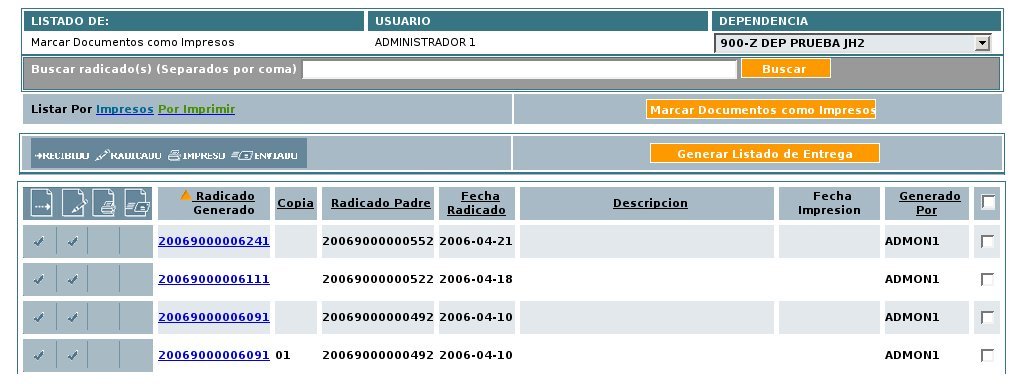 LISTADO DE: USUARIO DEPENDENCIA
Marcar Documentos como Impresos ADMINISTRADOR 1 900-Z DEP PRUEBA JH2
Buscar radicado(s) (Separados por coma) Buscar
Listar Por Impresos Por Imprimir Marcar Documentos como Impresos
RECIBIDO RADICADO IMPRESO ENVIADO Generar Listado de Entrega
Radicado Generado Copia Radicado Padre Fecha Radicado Descripcion Fecha Impresion Generado Por
20069000006241 20069000000552 2006-04-21 ADMON1
20069000006111 20069000000522 2006-04-18 ADMON1
20069000006091 20069000000492 2006-04-10 ADMON1
20069000006091 01 20069000000492 2006-04-10 ADMON1